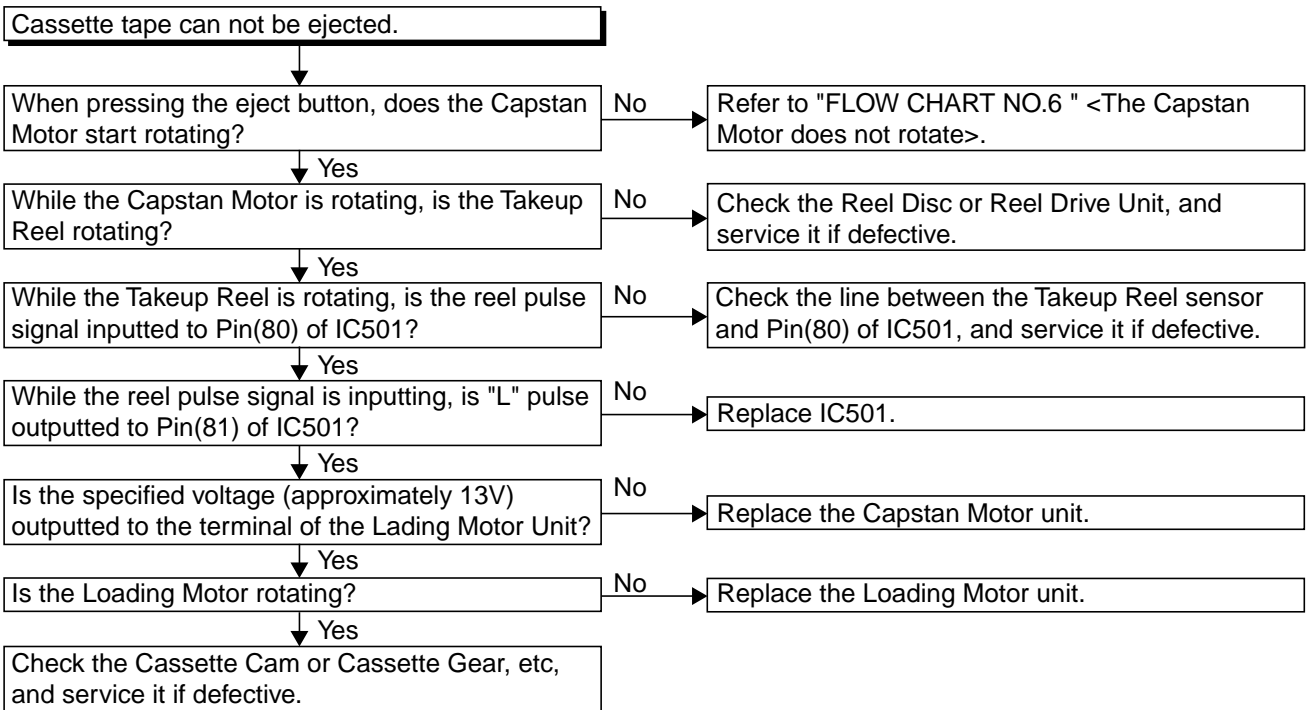 Cassette tape can not be ejected.
When pressing the eject button, does the Capstan
Motor start rotating?
No
Refer to "FLOW CHART NO.6 " <The Capstan
Motor does not rotate>.
Yes
While the Capstan Motor is rotating, is the Takeup
Reel rotating?
No
Check the Reel Disc or Reel Drive Unit, and
service it if defective.
Yes
While the Takeup Reel is rotating, is the reel pulse
signal inputted to Pin(80) of IC501?
No
Check the line between the Takeup Reel sensor
and Pin(80) of IC501, and service it if defective.
Yes
While the reel pulse signal is inputting, is "L" pulse
outputted to Pin(81) of IC501?
No
Replace IC501.
Yes
Is the specified voltage (approximately 13V)
outputted to the terminal of the Lading Motor Unit?
No
Replace the Capstan Motor unit.
Yes
Is the Loading Motor rotating?
No
Replace the Loading Motor unit.
Yes
Check the Cassette Cam or Cassette Gear, etc,
and service it if defective.